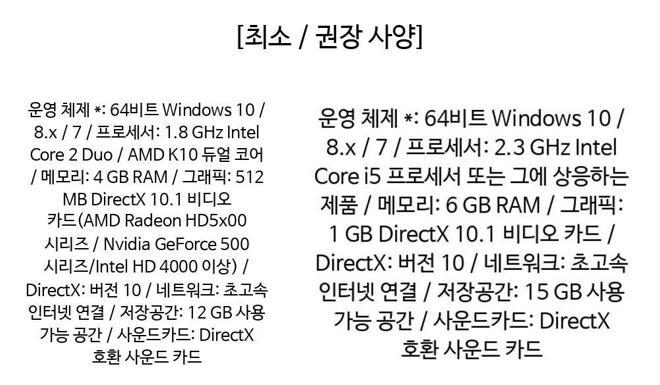 [최소 / 권장 사양]
운영 체제 *: 64비트 Windows 10 /
8.x / 7 / 프로세서: 1.8 GHz Intel
Core 2 Duo / AMD K10 듀얼 코어
/ 메모리: 4 GB RAM / 그래픽: 512
MB DirectX 10.1 비디오
카드(AMD Radeon HD5x00
시리즈 / Nvidia GeForce 500
시리즈/Intel HD 4000 이상) /
DirectX: 버전 10 / 네트워크: 초고속
인터넷 연결 / 저장공간: 12 GB 사용
가능 공간 / 사운드카드: DirectX
호환 사운드 카드
운영 체제 *: 64비트 Windows 10 /
8.x / 7 / 프로세서: 2.3 GHz Intel
Core i5 프로세서 또는 그에 상응하는
제품 / 메모리: 6 GB RAM / 그래픽:
1 GB DirectX 10.1 비디오 카드 /
DirectX: 버전 10 / 네트워크: 초고속
인터넷 연결 / 저장공간: 15 GB 사용
가능 공간 / 사운드카드: DirectX
호환 사운드 카드